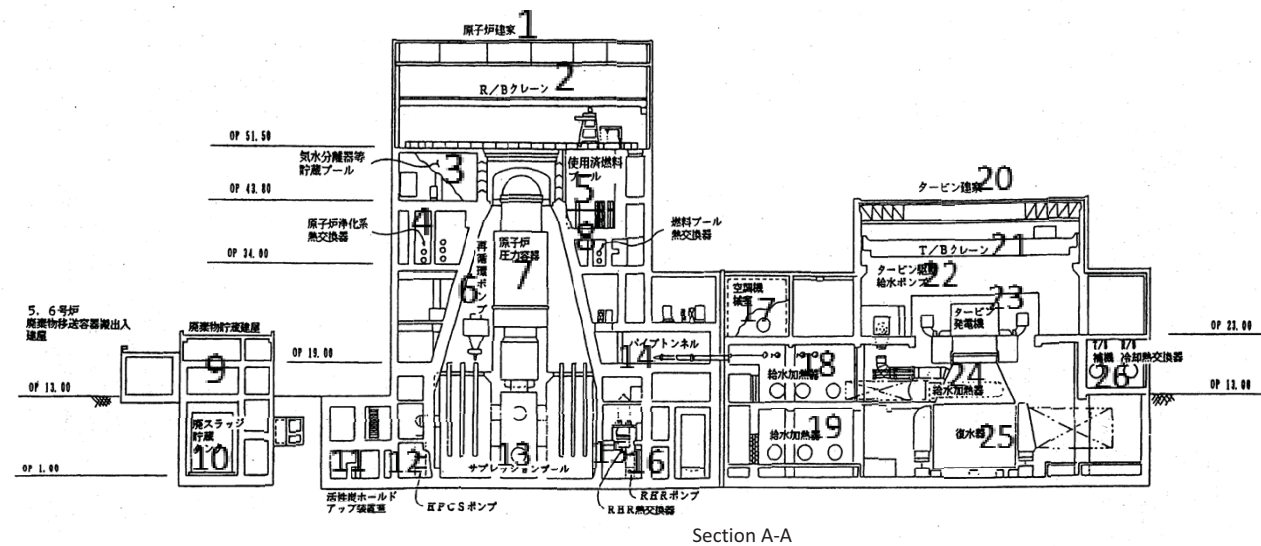 原子炉建家 1
R/Bクレーン 2
OP 51.50
気水分離器等
貯蔵プール
3
使用済燃料
プール
5
OP 43.80
タービン建家 20
原子炉浄化系
熱交換器
4
再循環ポンプ
6
原子炉
圧力容器
7
燃料プール
熱交換器
T/Bクレーン 21
OP 34.00
タービン駆動
給水ポンプ
22
空調機
械室
17
23
タービン
発電機
5．6号炉
廃棄物移送容器搬出入
建屋
廃棄物貯蔵建屋
9
OP 19.00
パイプトンネル
14
給水加熱器 18
給水加熱器 24
T/B R/B
補機冷却熱交換器
26
OP 23.00
OP 13.00
OP 13.00
廃スラッジ
貯蔵
タンク
10
11
12
13
サプレッションプール
16
給水加熱器 19
復水器 25
OP 1.00
活性炭ホールド
アップ装置室
HPCSポンプ
RHRポンプ
RHR熱交換器
Section A-A